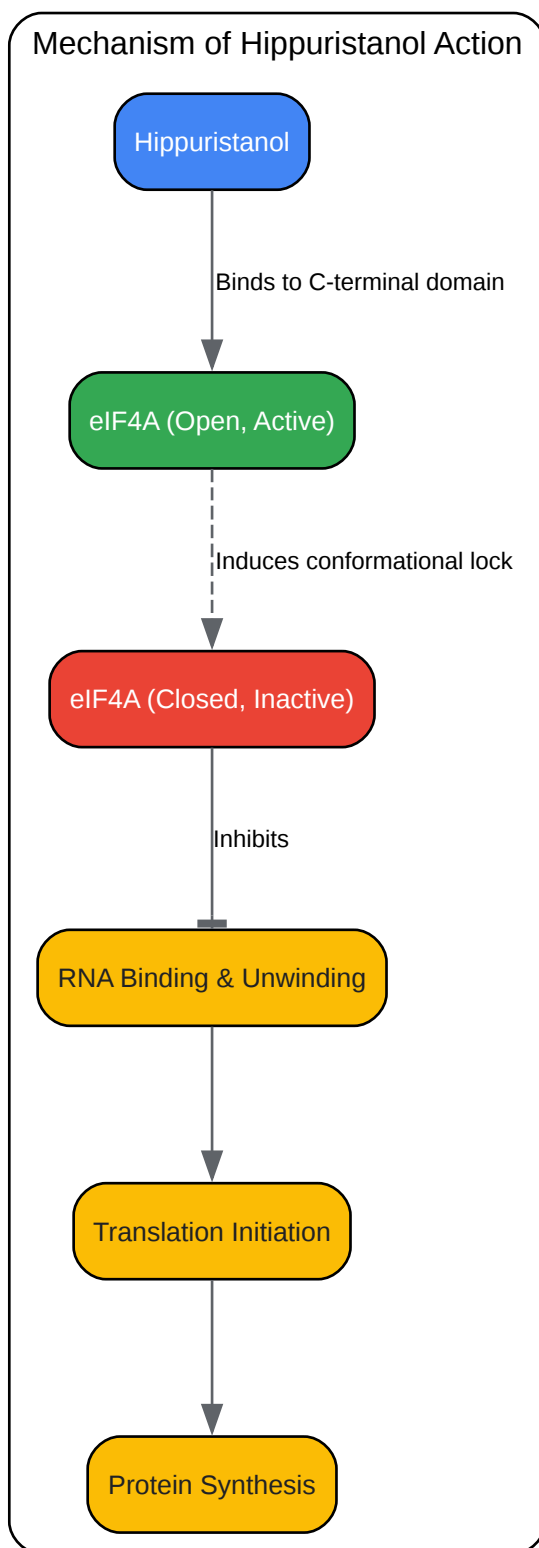 Mechanism of Hippuristanol Action
Hippuristanol
Binds to C-terminal domain
eIF4A (Open, Active)
Induces conformational lock
eIF4A (Closed, Inactive)
Inhibits
RNA Binding & Unwinding
Translation Initiation
Protein Synthesis